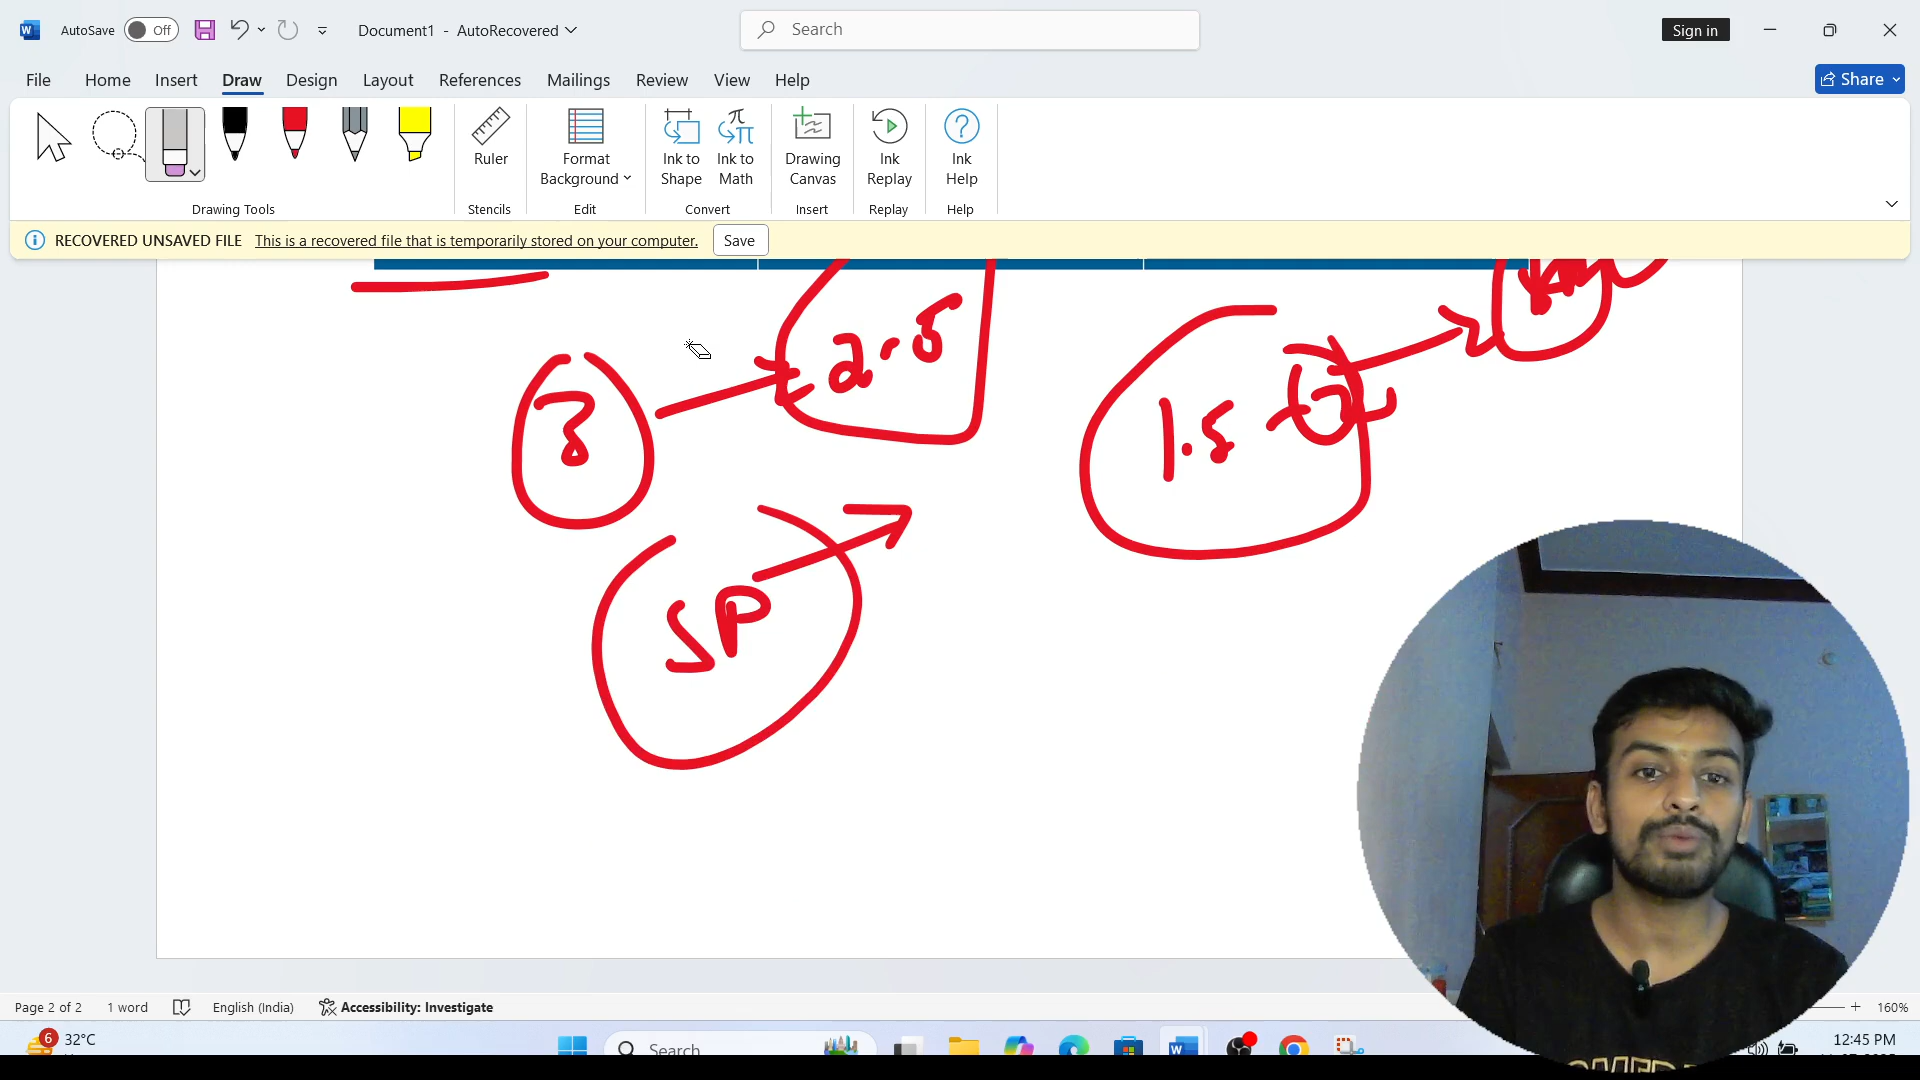 AutoSave Off Document1 - AutoRecovered Search Sign in
File Home Insert Draw Design Layout References Mailings Review View Help Share
Ruler Format Background Ink to Shape Ink to Math Drawing Canvas Ink Replay Ink Help
Drawing Tools Stencils Edit Convert Insert Replay Help
RECOVERED UNSAVED FILE This is a recovered file that is temporarily stored on your computer. Save
2.5
3
1.5
SP
Page 2 of 2 1 word English (India) Accessibility: Investigate 160%
6 32°C Search 12:45 PM